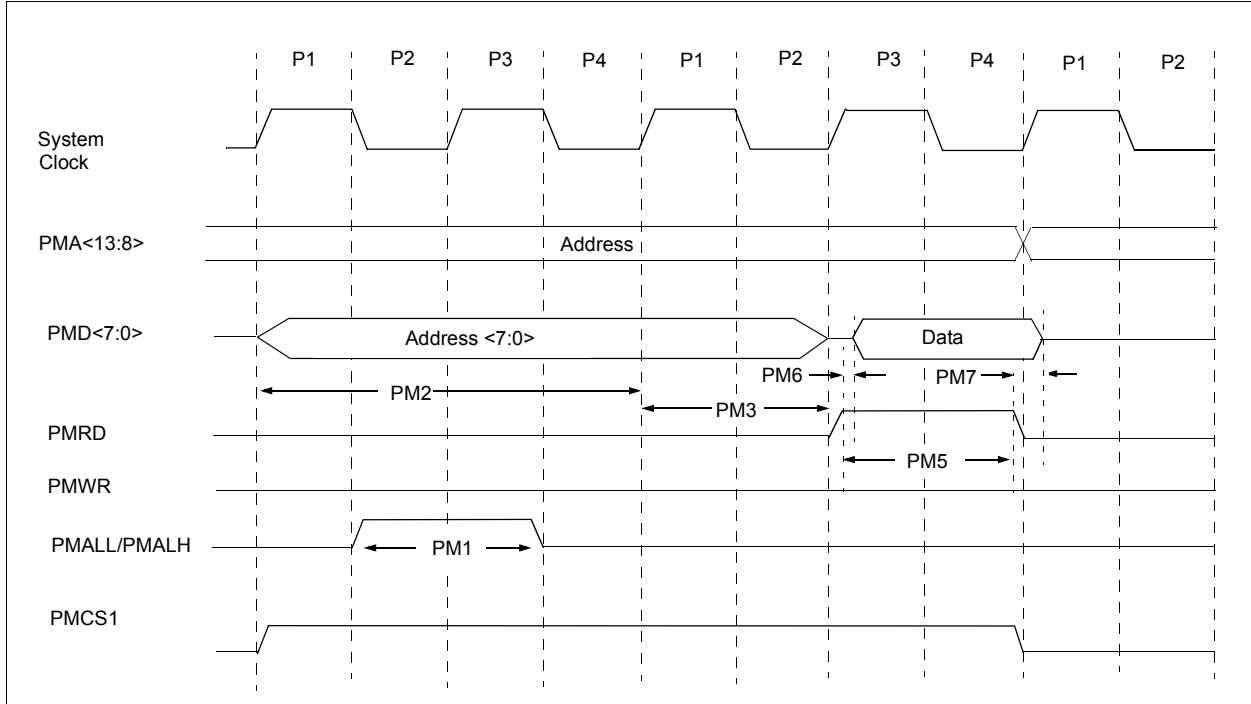 P1 P2 P3 P4 P1 P2 P3 P4 P1 P2
System
Clock
PMA<13:8>
Address
PMD<7:0>
Address <7:0>
Data
PM6
PM7
PM2
PM3
PMRD
PM5
PMWR
PMALL/PMALH
PM1
PMCS1